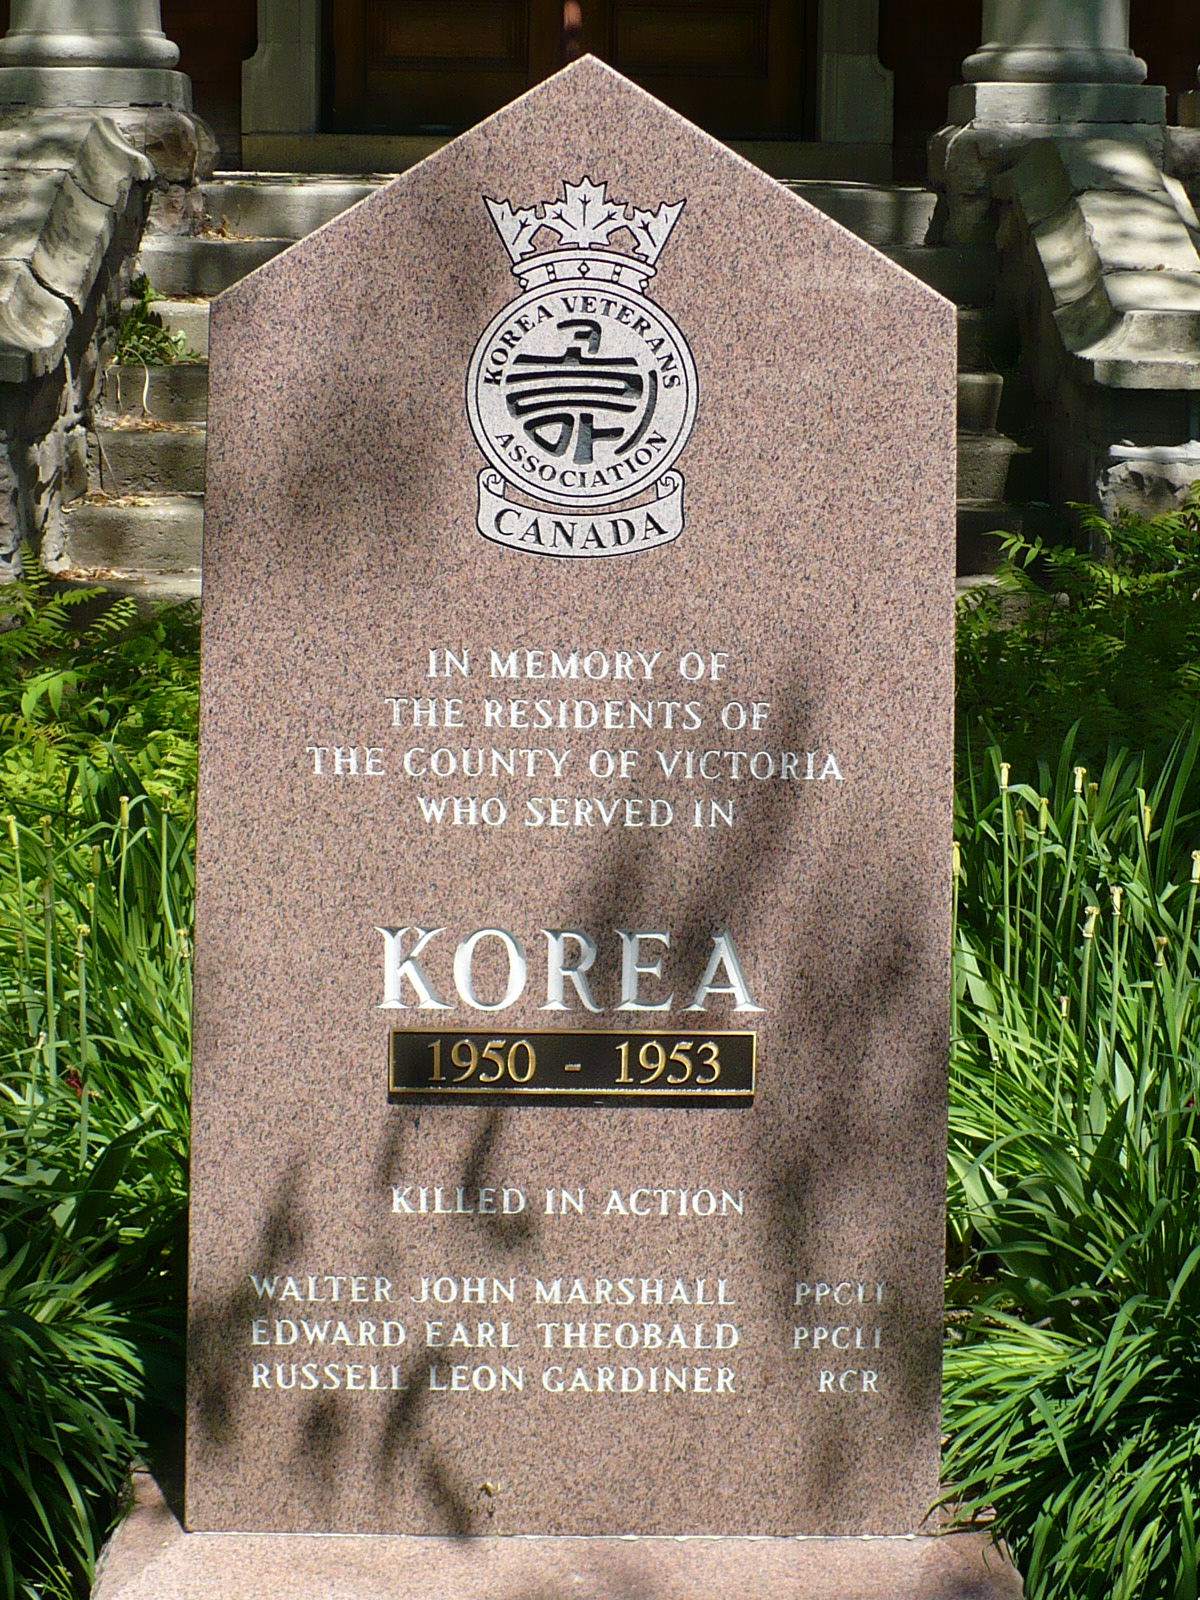 KOREA VETERANS
ASSOCIATION
CANADA
IN MEMORY OF
THE RESIDENTS OF
THE COUNTY OF VICTORIA
WHO SERVED IN
KOREA
1950 - 1953
KILLED IN ACTION
WALTER JOHN MARSHALL PPCLI
EDWARD EARL THEOBALD PPCLI
RUSSELL LEON GARDINER RCR